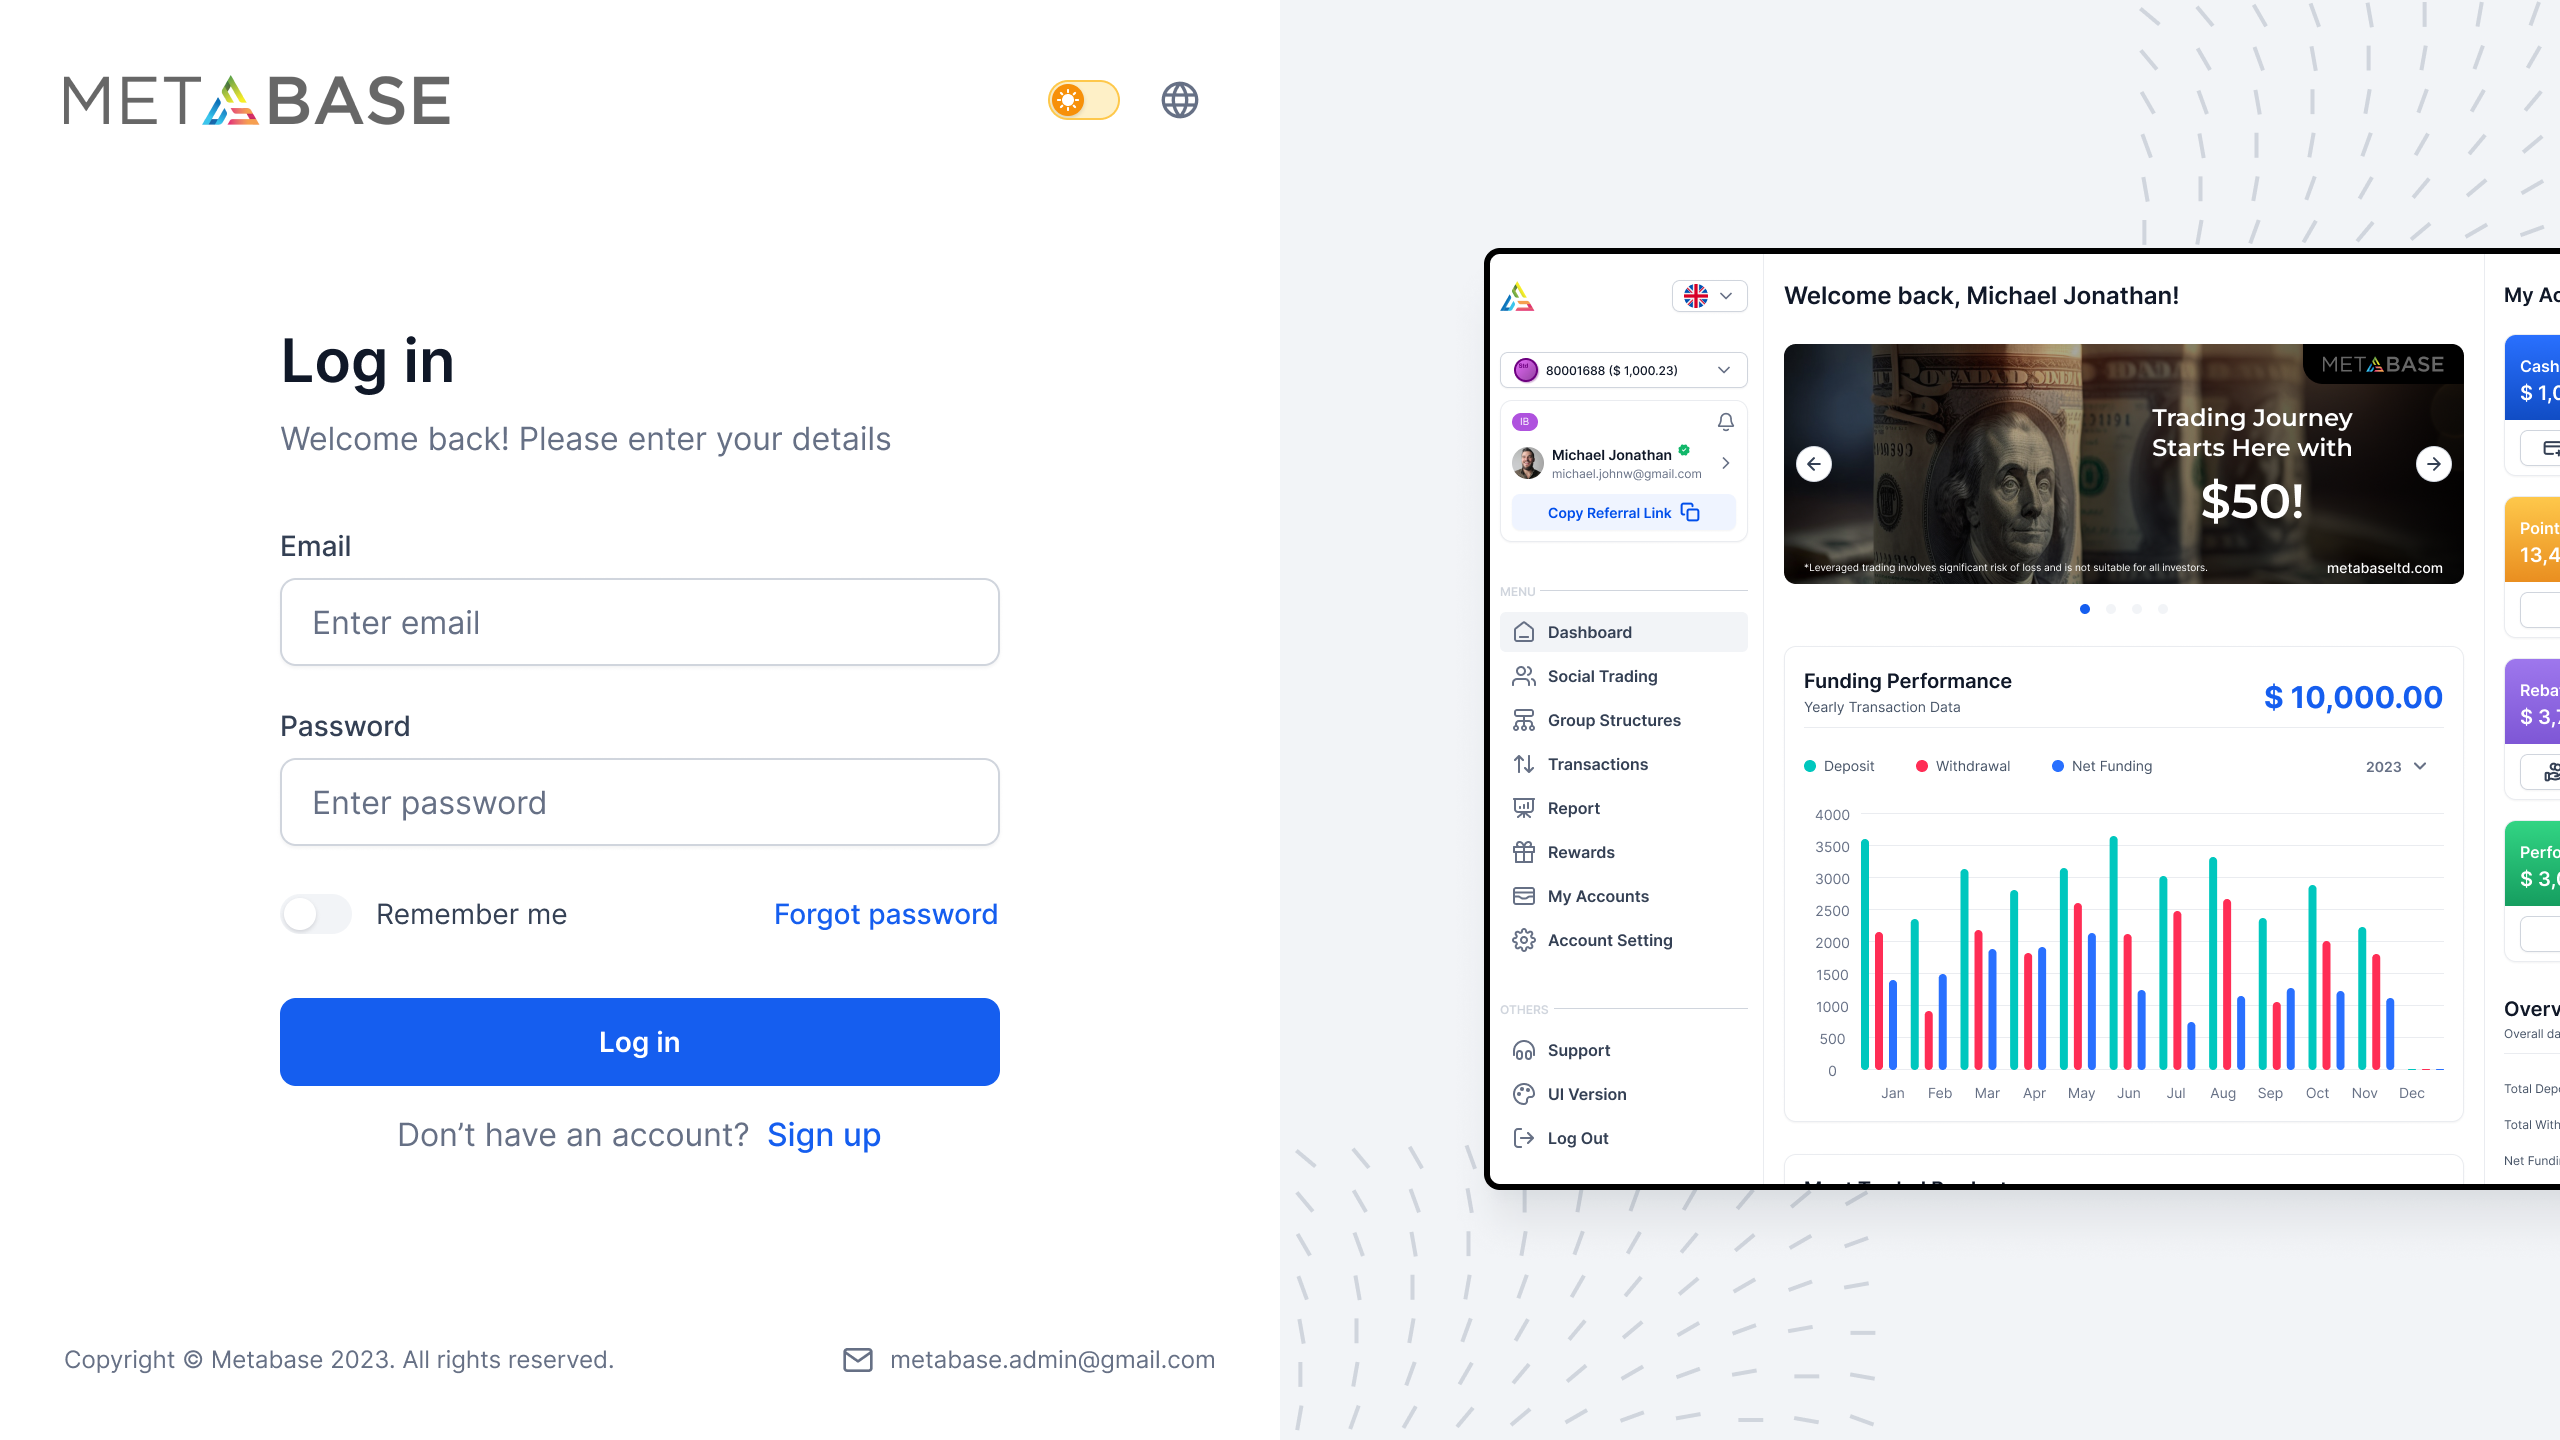 METABASE
Log in
Welcome back! Please enter your details
Email
Enter email
Password
Enter password
Remember me
Forgot password
Log in
Don’t have an account? Sign up
Copyright © Metabase 2023. All rights reserved.
metabase.admin@gmail.com
80001688 ($ 1,000.23)
IB
Michael Jonathan
michael.johnw@gmail.com
Copy Referral Link
MENU
Dashboard
Social Trading
Group Structures
Transactions
Report
Rewards
My Accounts
Account Setting
OTHERS
Support
UI Version
Log Out
Welcome back, Michael Jonathan!
METABASE
Trading Journey
Starts Here with
$50!
*Leveraged trading involves significant risk of loss and is not suitable for all investors.
metabaseltd.com
Funding Performance
Yearly Transaction Data
$ 10,000.00
Deposit
Withdrawal
Net Funding
2023
4000
3500
3000
2500
2000
1500
1000
500
0
Jan Feb Mar Apr May Jun Jul Aug Sep Oct Nov Dec
My Ac
Cash
$ 1,0
Point
13,4
Reba
$ 3,7
Perfo
$ 3,0
Overv
Overall da
Total Depo
Total With
Net Fundi